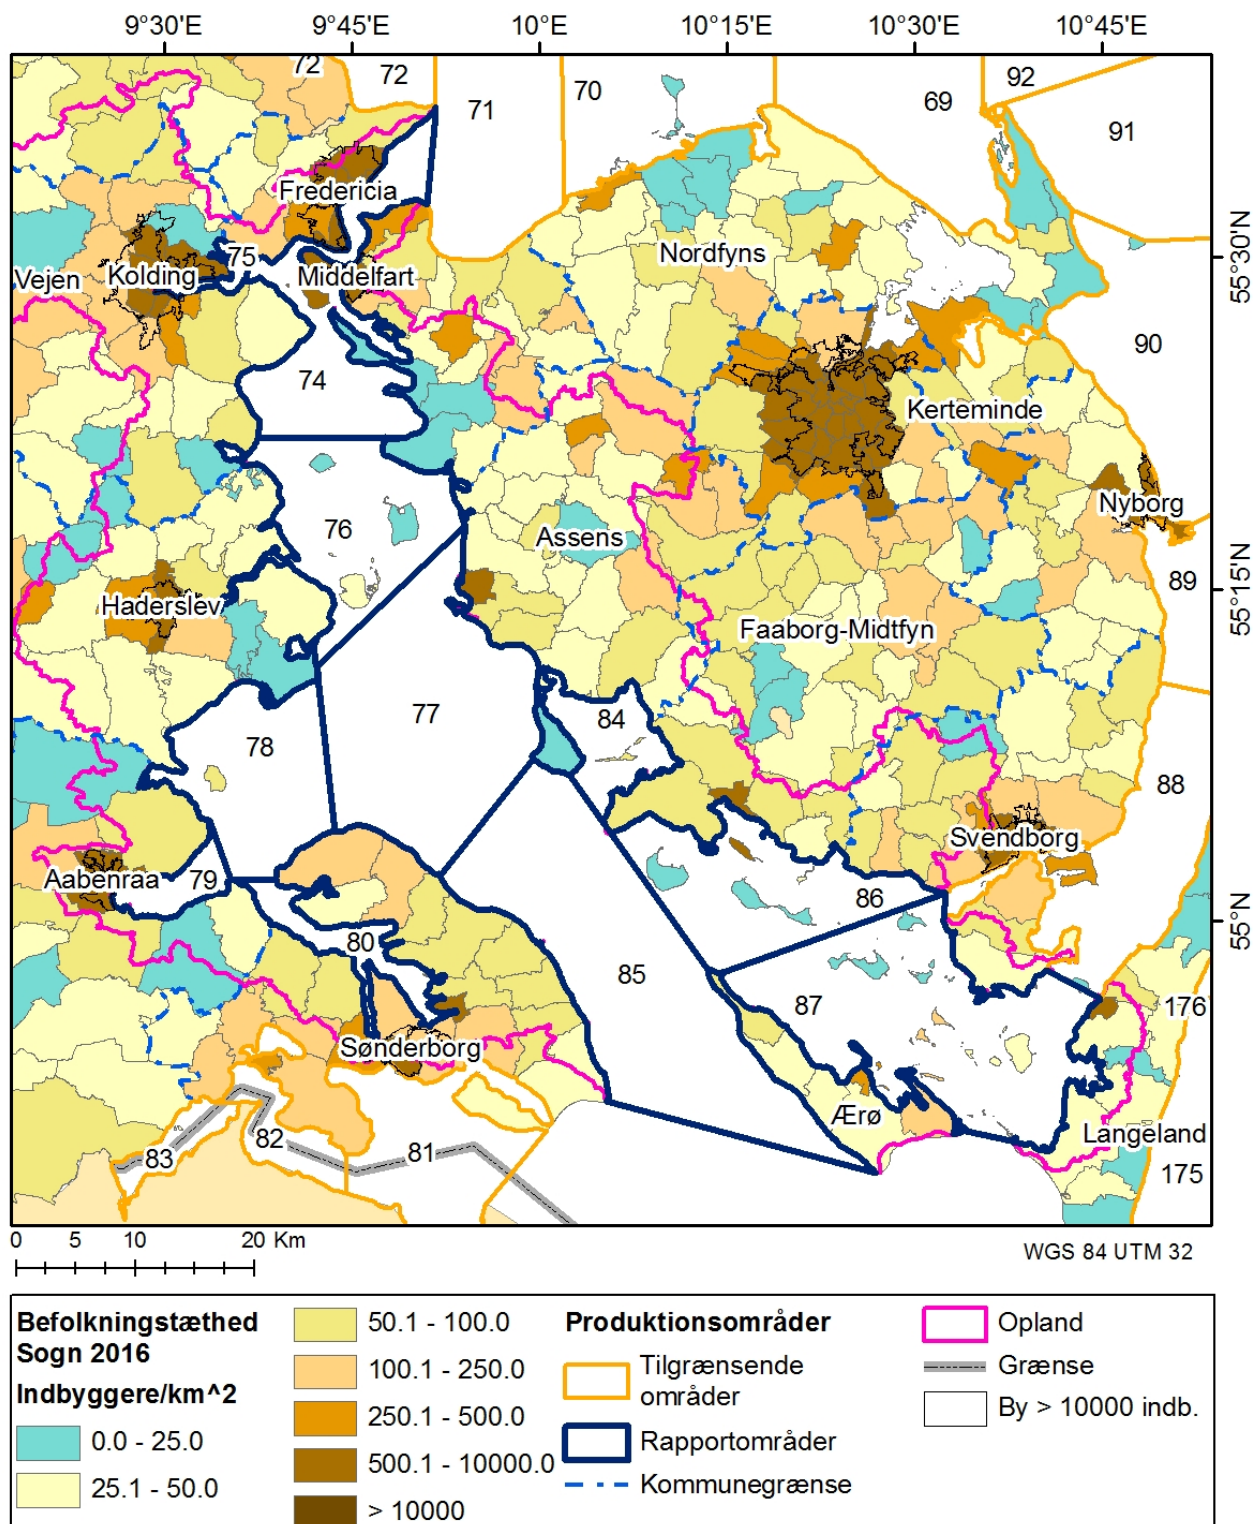 9°30'E 9°45'E 10°0'E 10°15'E 10°30'E 10°45'E
72
72
71
70
69
92
91
Fredericia
75
Nordfyns
55°30'N
Vejen
Kolding
Middelfart
90
74
Kerteminde
Nyborg
76
Assens
89
55°15'N
Haderslev
Faaborg-Midtfyn
77
84
78
88
Svendborg
Aabenraa
79
86
55°N
80
85
87
176
Sønderborg
Ærø
Langeland
83
82
81
175
0 5 10 20 Km
WGS 84 UTM 32
Befolkningstæthed
Sogn 2016
Indbyggere/km^2
0.0 - 25.0
25.1 - 50.0
50.1 - 100.0
100.1 - 250.0
250.1 - 500.0
500.1 - 10000.0
> 10000
Produktionsområder
Tilgrænsende
områder
Rapportområder
Kommunegrænse
Opland
Grænse
By > 10000 indb.